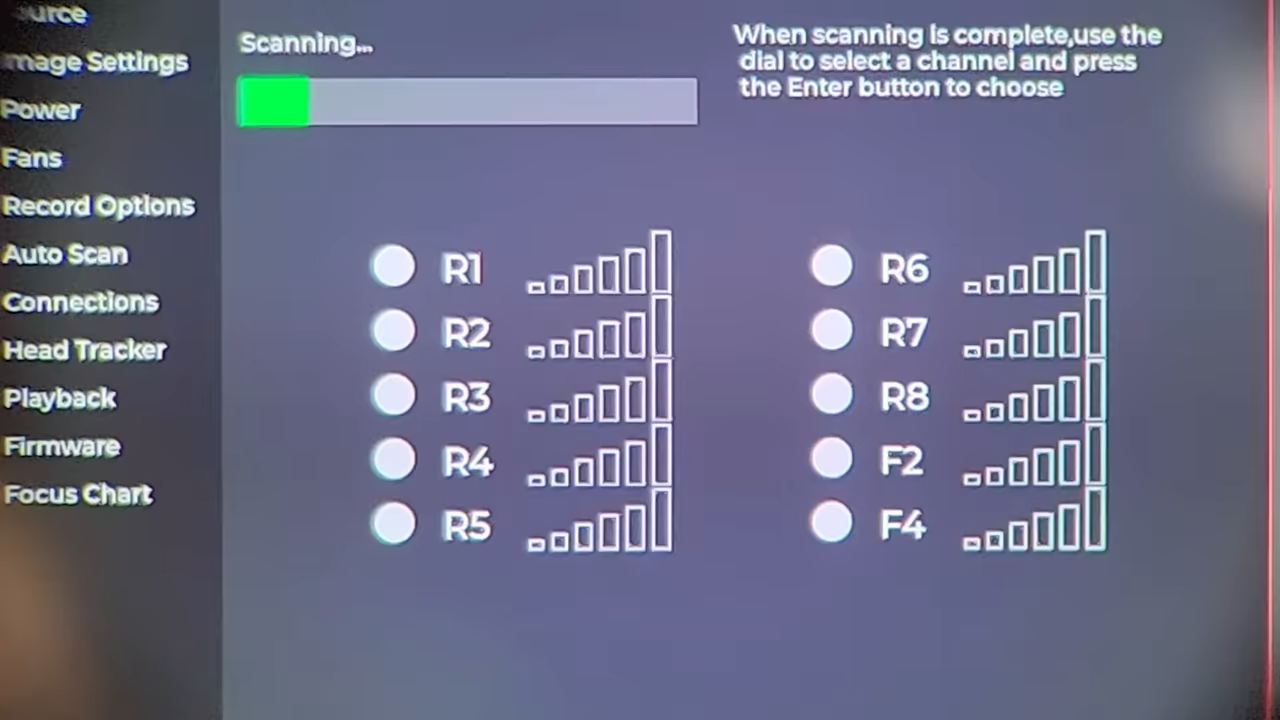 Image Settings
Power
Fans
Record Options
Auto Scan
Connections
Head Tracker
Playback
Firmware
Focus Chart
Scanning...
When scanning is complete,use the
dial to select a channel and press
the Enter button to choose
R1
R2
R3
R4
R5
R6
R7
R8
F2
F4